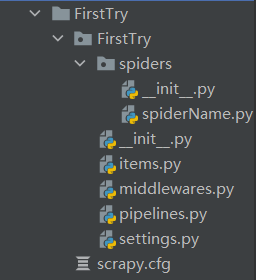 FirstTry
FirstTry
spiders
__init__.py
spiderName.py
__init__.py
items.py
middlewares.py
pipelines.py
settings.py
scrapy.cfg